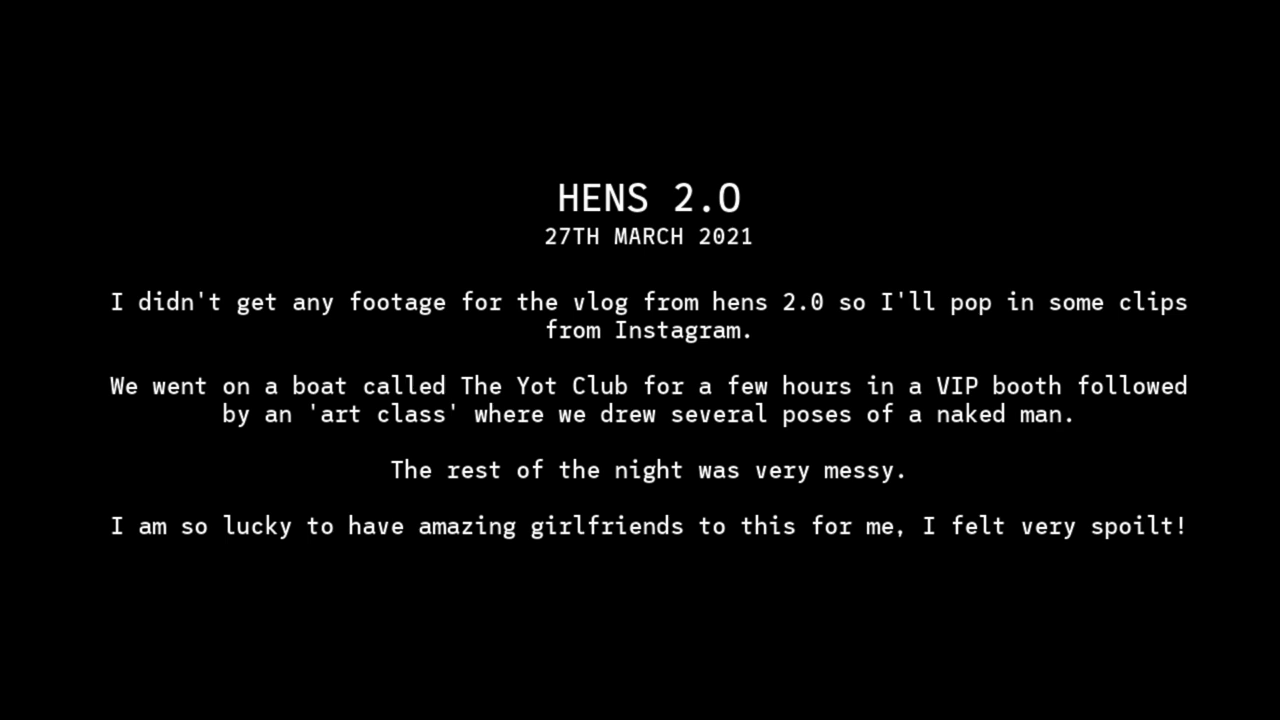 HENS 2.0
27TH MARCH 2021
I didn't get any footage for the vlog from hens 2.0 so I'll pop in some clips
from Instagram.
We went on a boat called The Yot Club for a few hours in a VIP booth followed
by an 'art class' where we drew several poses of a naked man.
The rest of the night was very messy.
I am so lucky to have amazing girlfriends to this for me, I felt very spoilt!